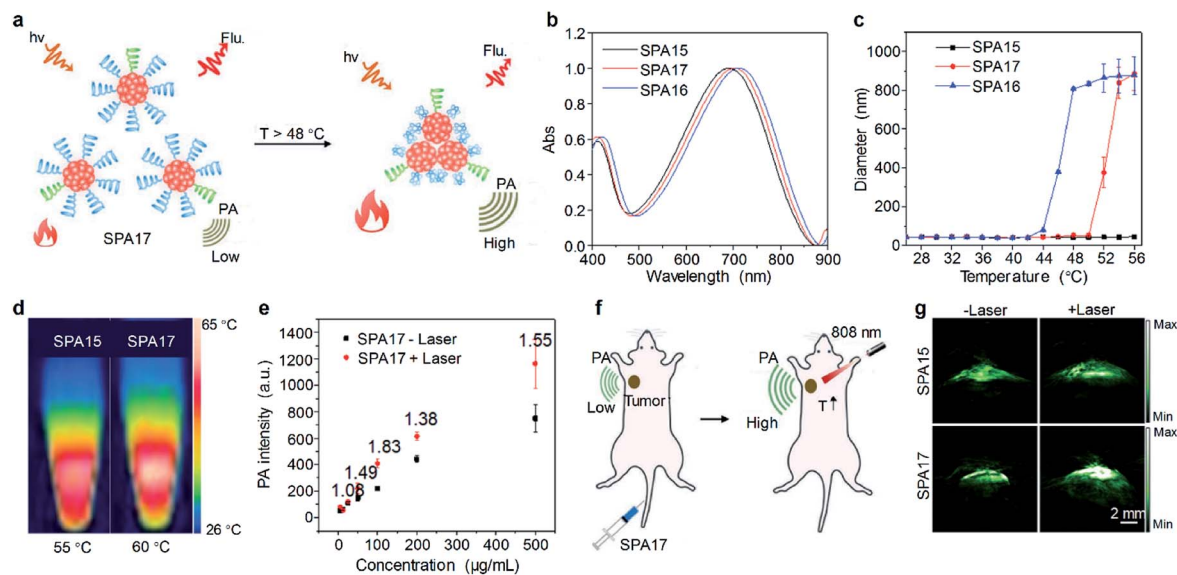 a
hv
Flu.
T > 48 °C
hv
Flu.
PA
SPA17
Low
PA
High
b
1.2
1.0
0.8
0.6
0.4
0.2
0.0
Abs
SPA15
SPA17
SPA16
400 500 600 700 800 900
Wavelength (nm)
c
1000
800
600
400
200
0
Diameter (nm)
SPA15
SPA17
SPA16
28 32 36 40 44 48 52 56
Temperature (°C)
d
SPA15 SPA17
65 °C
26 °C
55 °C 60 °C
e
1400
1200
1000
800
600
400
200
0
PA intensity (a.u.)
SPA17 - Laser
SPA17 + Laser
1.08
1.49
1.83
1.38
1.55
0 100 200 300 400 500
Concentration (µg/mL)
f
PA
Low
Tumor
SPA17
808 nm
PA
High
T
g
-Laser +Laser
SPA15
SPA17
Max
Min
Max
Min
2 mm